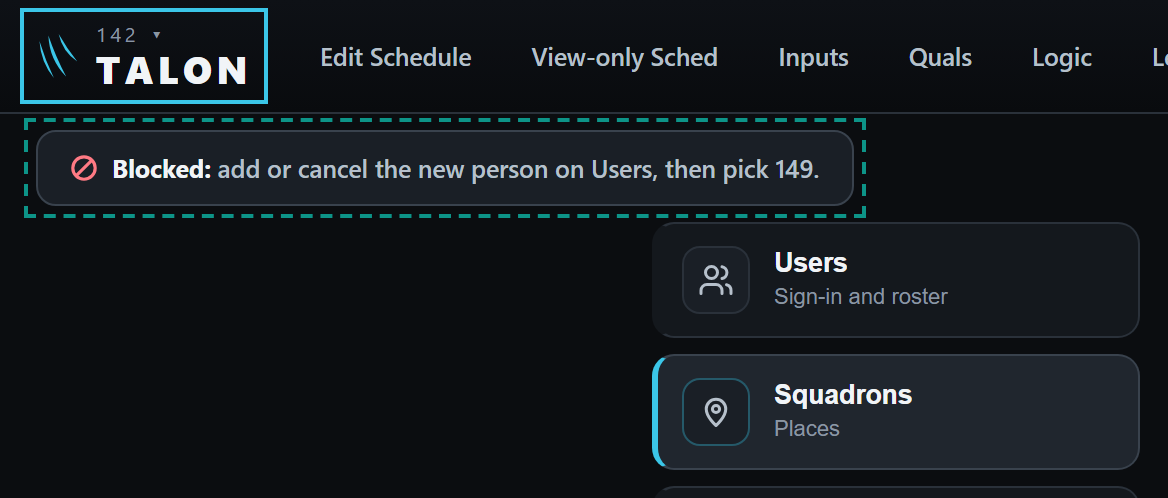 142 ▾
TALON
Edit Schedule
View-only Sched
Inputs
Quals
Logic
Blocked: add or cancel the new person on Users, then pick 149.
Users
Sign-in and roster
Squadrons
Places